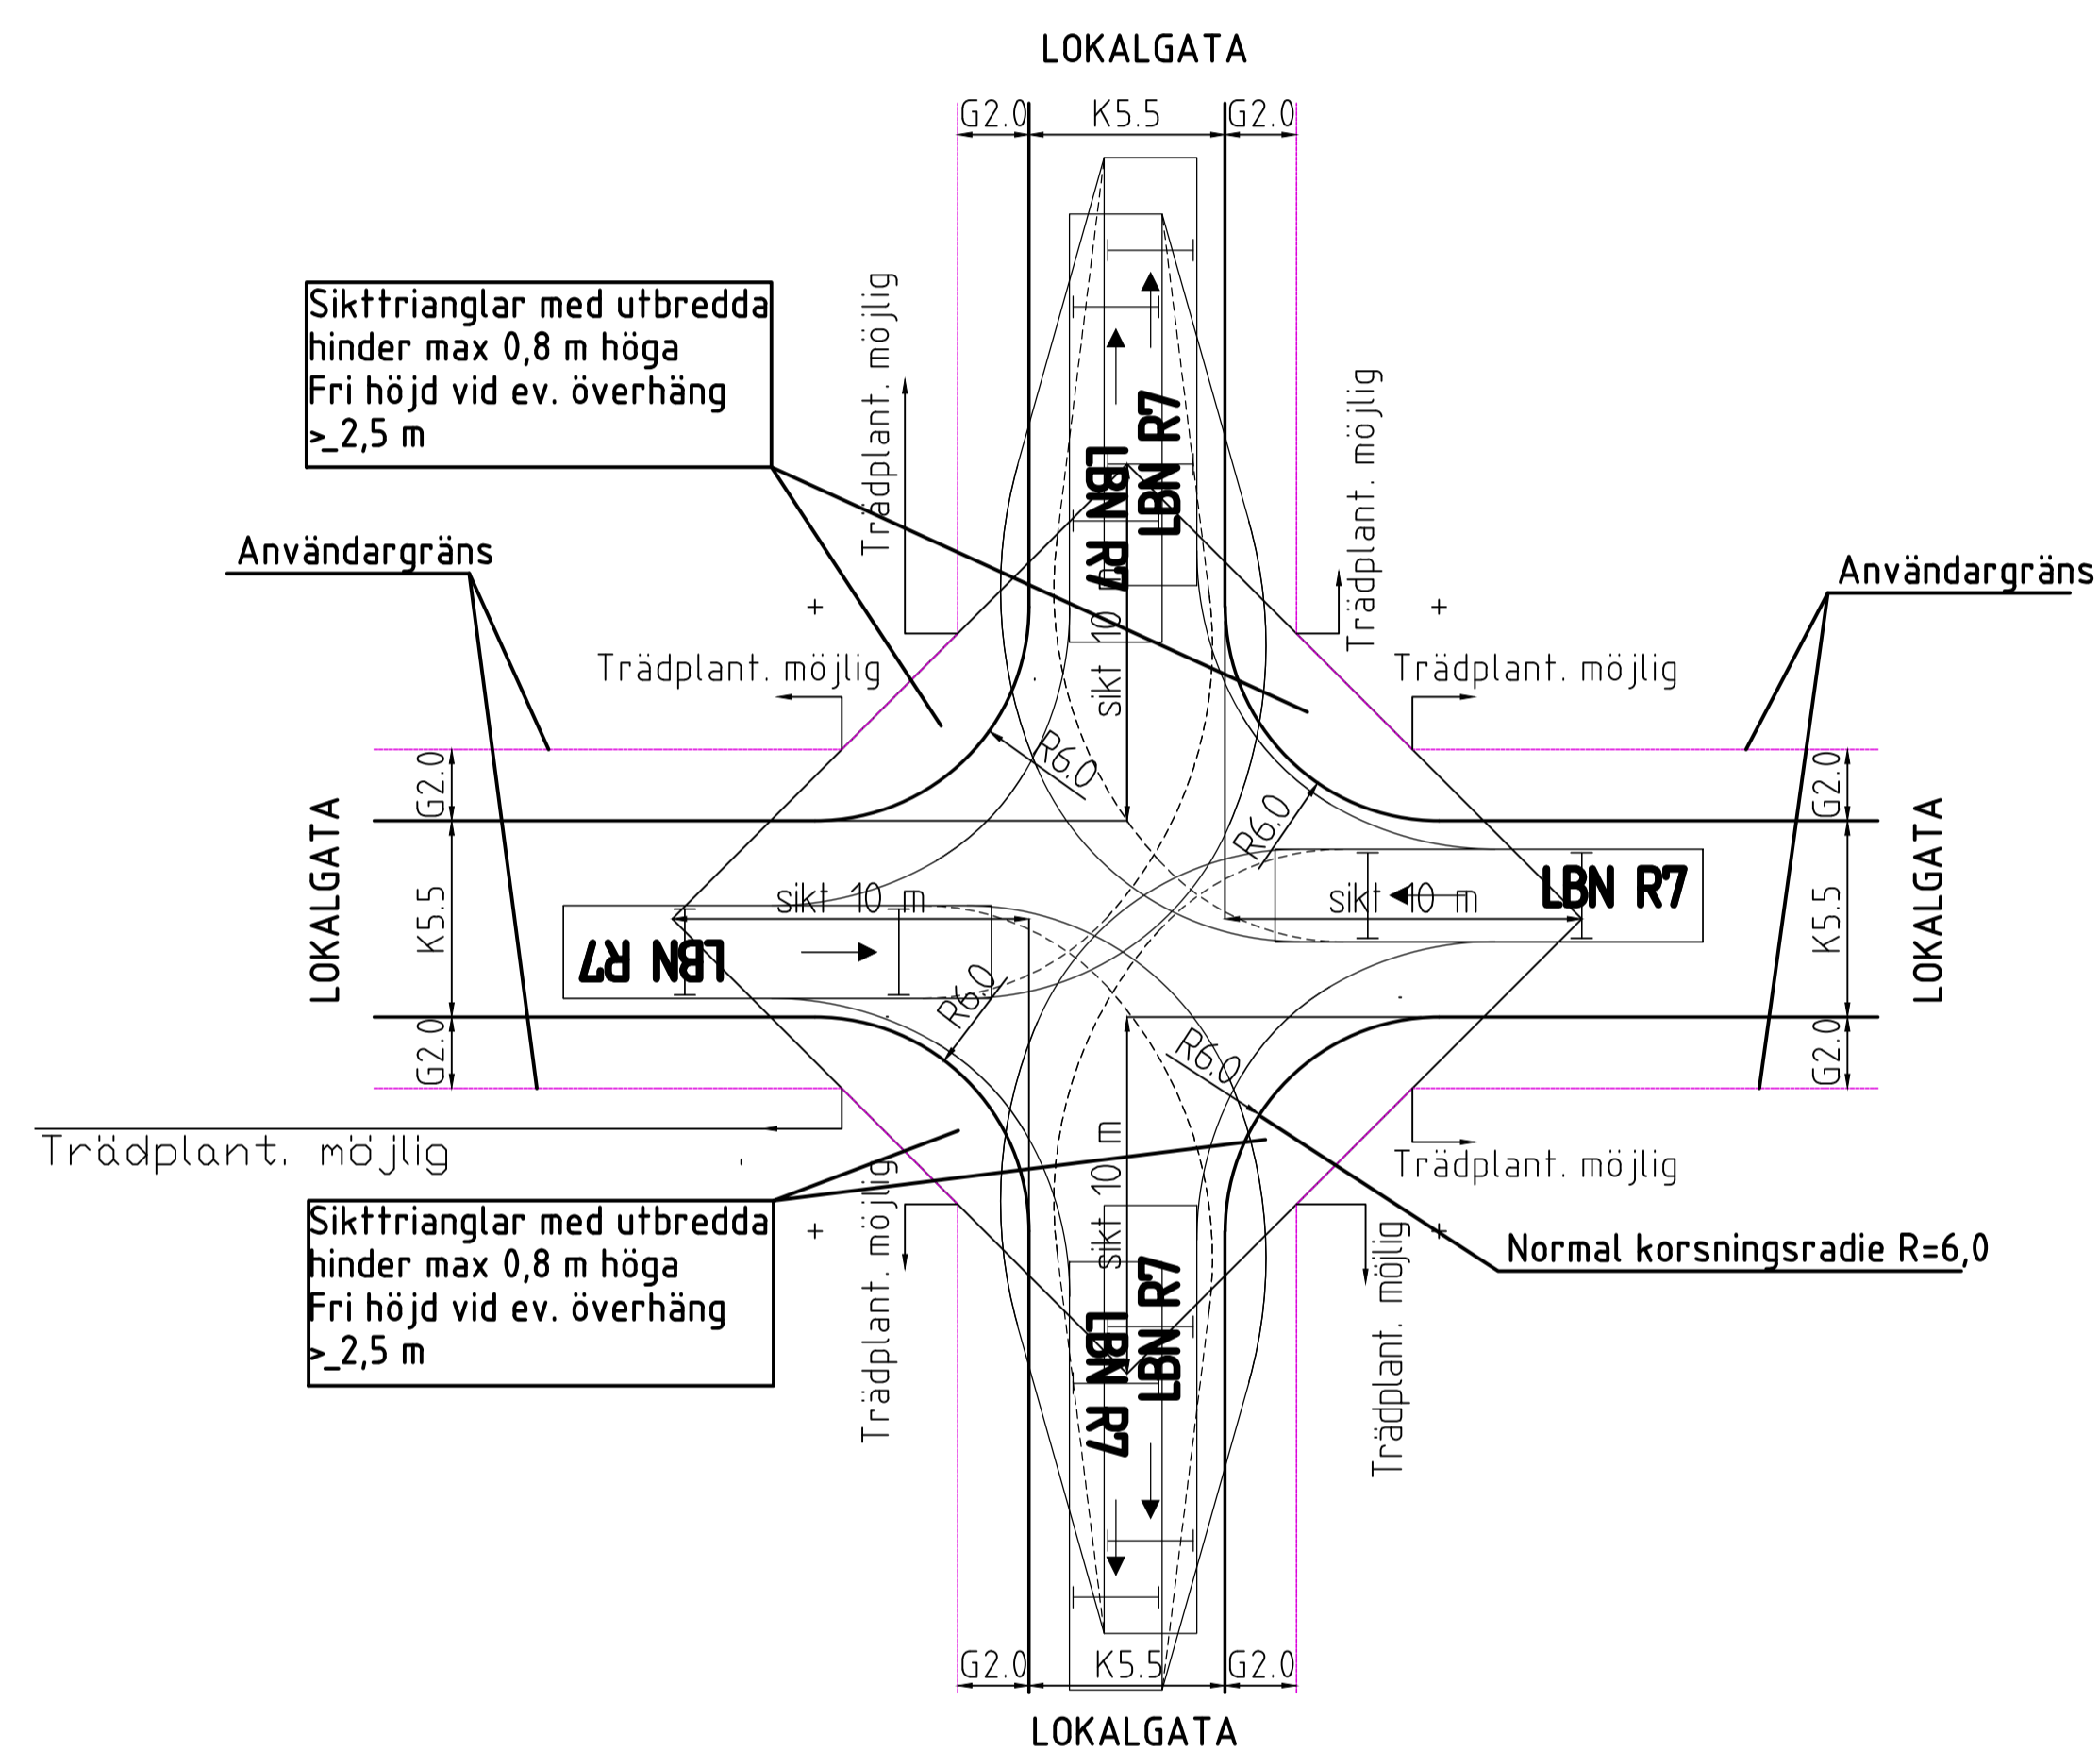 LOKALGATA
G2.0
K5.5
G2.0
Sikttrianglar med utbredda
hinder max 0,8 m höga
Fri höjd vid ev. överhäng
>_2,5 m
Trädplant. möjlig
Trädplant. möjlig
LBN R7
LBN R7
sikt 10 m
Användargräns
Användargräns
Trädplant. möjlig
Trädplant. möjlig
R6.0
R6.0
G2.0
K5.5
G2.0
LOKALGATA
sikt 10 m
LBN R7
sikt 10 m
LBN R7
G2.0
K5.5
G2.0
LOKALGATA
R6.0
R6.0
Trädplant. möjlig
Trädplant. möjlig
sikt 10 m
Trädplant. möjlig
Trädplant. möjlig
Sikttrianglar med utbredda
hinder max 0,8 m höga
Fri höjd vid ev. överhäng
>_2,5 m
Normal korsningsradie R=6,0
LBN R7
LBN R7
G2.0
K5.5
G2.0
LOKALGATA